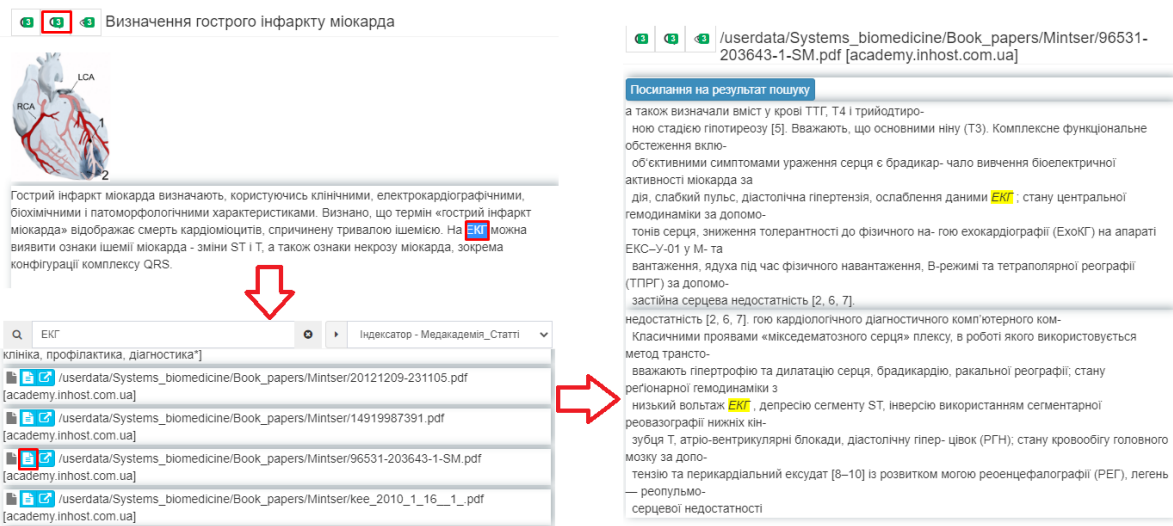 3 3 3 Визначення гострого інфаркту міокарда
LCA
RCA
1
2
Гострий інфаркт міокарда визначають, користуючись клінічними, електрокардіографічними,
біохімічними і патоморфологічними характеристиками. Визнано, що термін «гострий інфаркт
міокарда» відображає смерть кардіоміоцитів, спричинену тривалою ішемією. На ЕКГ можна
виявити ознаки ішемії міокарда - зміни ST і T, а також ознаки некрозу міокарда, зокрема
конфігурації комплексу QRS.
ЕКГ
Індексатор - Медакадемія_Статті
клініка, профілактика, діагностика*]
/userdata/Systems_biomedicine/Book_papers/Mintser/20121209-231105.pdf
[academy.inhost.com.ua]
/userdata/Systems_biomedicine/Book_papers/Mintser/14919987391.pdf
[academy.inhost.com.ua]
/userdata/Systems_biomedicine/Book_papers/Mintser/96531-203643-1-SM.pdf
[academy.inhost.com.ua]
/userdata/Systems_biomedicine/Book_papers/Mintser/kee_2010_1_16__1_.pdf
[academy.inhost.com.ua]
3 3 3 /userdata/Systems_biomedicine/Book_papers/Mintser/96531-
203643-1-SM.pdf [academy.inhost.com.ua]
Посилання на результат пошуку
а також визначали вміст у крові ТТГ, Т4 і трийодтиро-
ною стадією гіпотиреозу [5]. Вважають, що основними ніну (Т3). Комплексне функціональне
обстеження вклю-
об’єктивними симптомами ураження серця є брадикар- чало вивчення біоелектричної
активності міокарда за
дія, слабкий пульс, діастолічна гіпертензія, ослаблення даними ЕКГ ; стану центральної
гемодинаміки за допомо-
тонів серця, зниження толерантності до фізичного на- гою ехокардіографії (ЕхоКГ) на апараті
ЕКС–У-01 у М- та
вантаження, ядуха під час фізичного навантаження, В-режимі та тетраполярної реографії
(ТПРГ) за допомо-
застійна серцева недостатність [2, 6, 7].
недостатність [2, 6, 7]. гою кардіологічного діагностичного комп’ютерного ком-
Класичними проявами «мікседематозного серця» плексу, в роботі якого використовується
метод трансто-
вважають гіпертрофію та дилатацію серця, брадикардію, ракальної реографії; стану
регіонарної гемодинаміки з
низький вольтаж ЕКГ , депресію сегменту ST, інверсію використанням сегментарної
реовазографії нижніх кін-
зубця Т, атріо-вентрикулярні блокади, діастолічну гіпер- цівок (РГН); стану кровообігу головного
мозку за допо-
тензію та перикардіальний ексудат [8–10] із розвитком могою реоенцефалографії (РЕГ), легень
— реопульмо-
серцевої недостатності